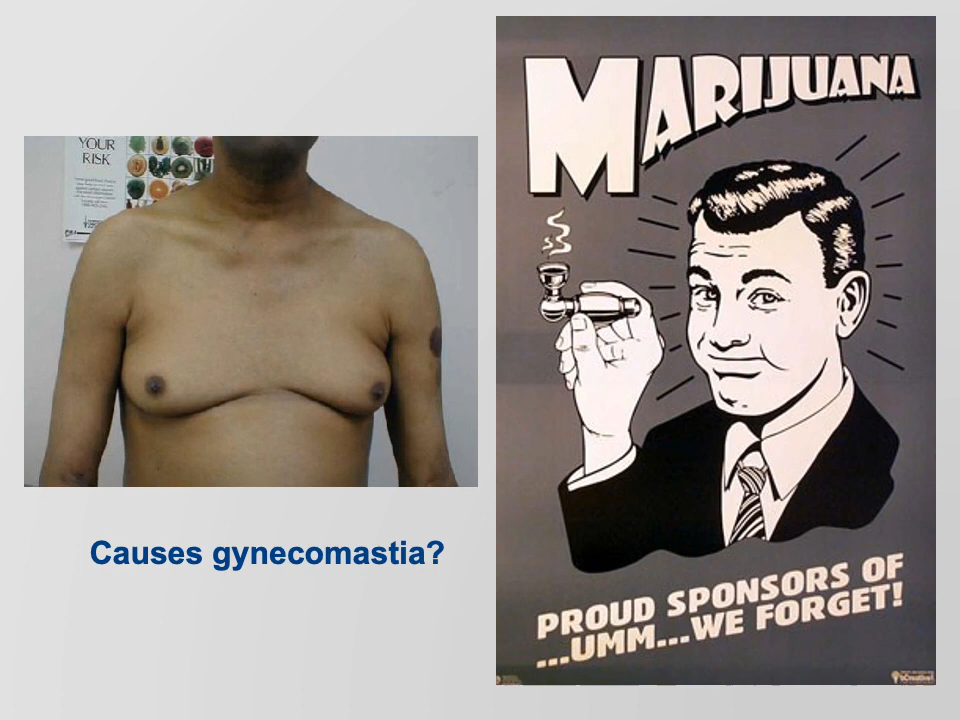 YOUR
RISK
Causes gynecomastia?
MARIJUANA
PROUD SPONSORS OF
...UMM...WE FORGET!